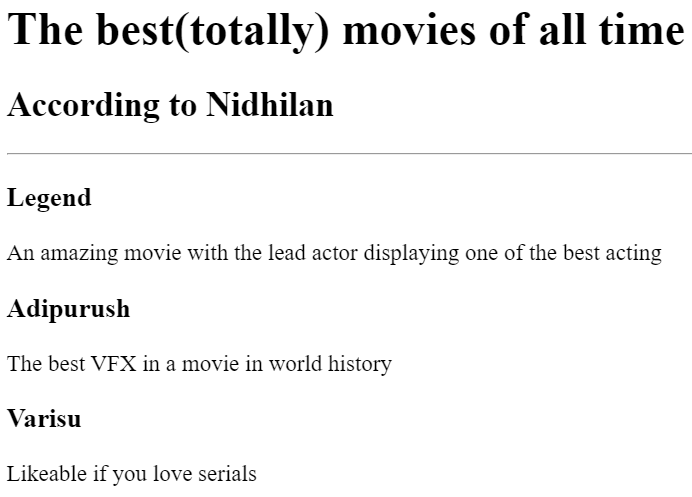 The best(totally) movies of all time
According to Nidhilan
Legend
An amazing movie with the lead actor displaying one of the best acting
Adipurush
The best VFX in a movie in world history
Varisu
Likeable if you love serials